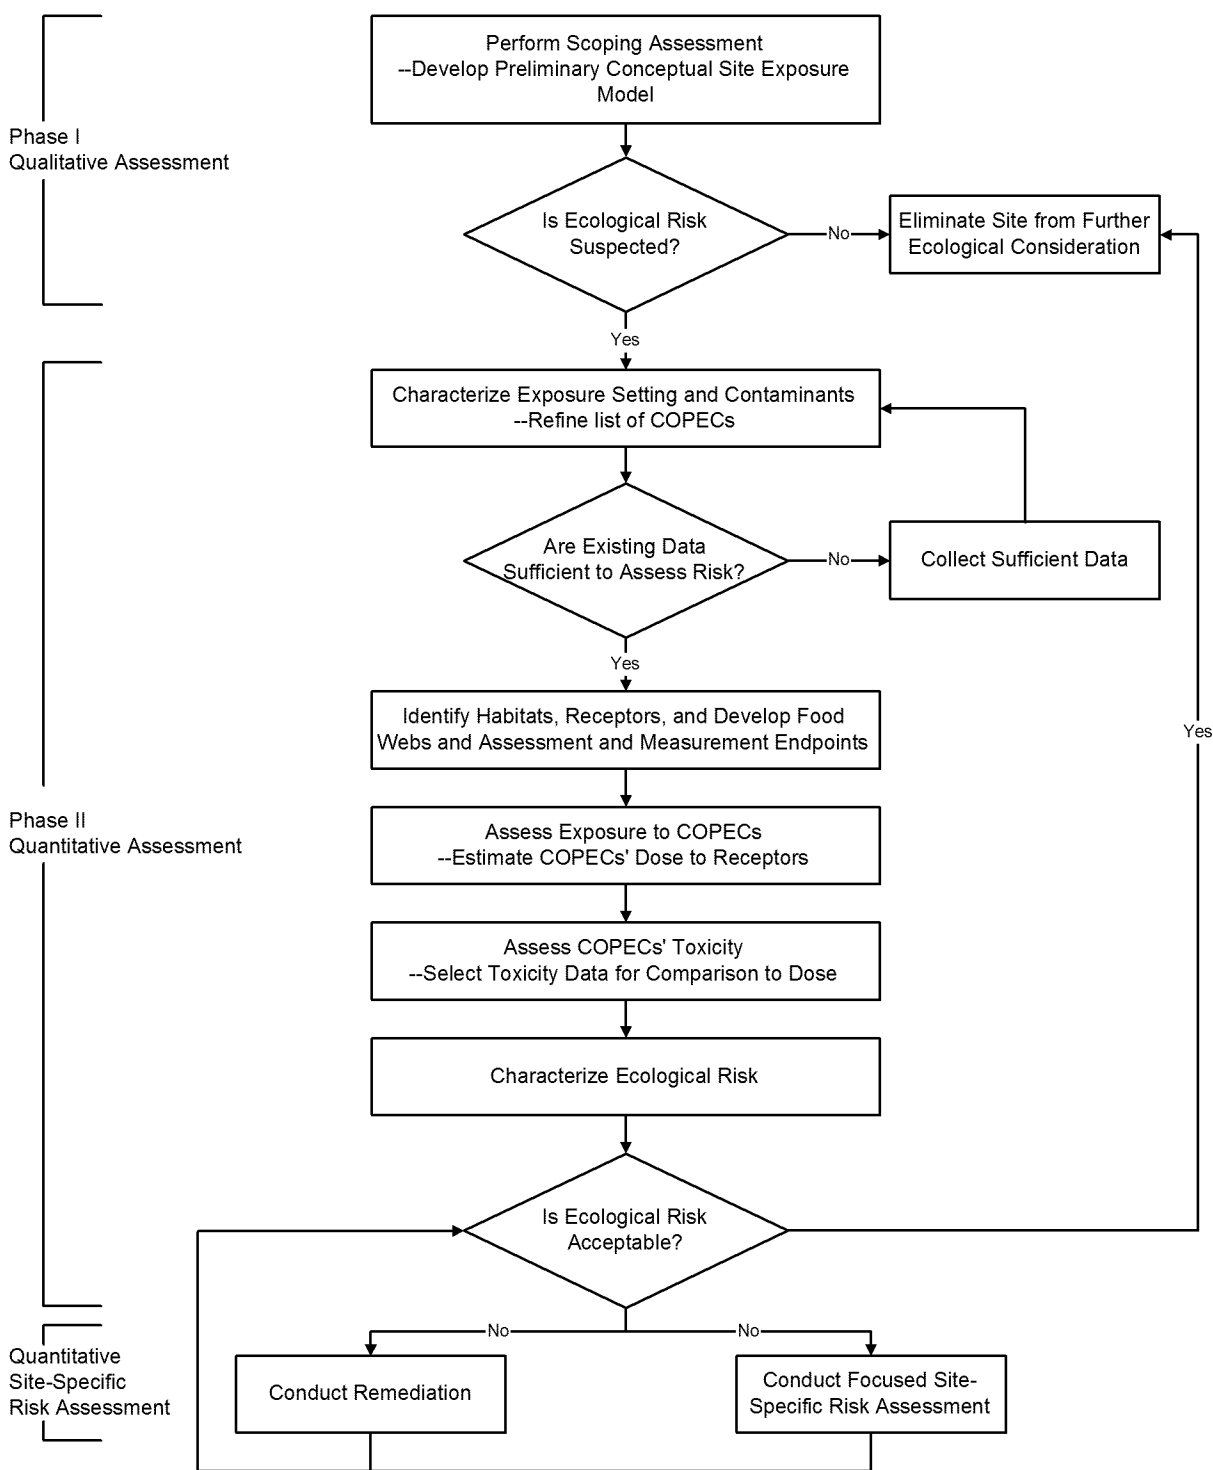 Perform Scoping Assessment
--Develop Preliminary Conceptual Site Exposure
Model
Phase I
Qualitative Assessment
Is Ecological Risk
Suspected?
No
Eliminate Site from Further
Ecological Consideration
Yes
Characterize Exposure Setting and Contaminants
--Refine list of COPECs
Are Existing Data
Sufficient to Assess Risk?
No
Collect Sufficient Data
Yes
Identify Habitats, Receptors, and Develop Food
Webs and Assessment and Measurement Endpoints
Yes
Phase II
Quantitative Assessment
Assess Exposure to COPECs
--Estimate COPECs' Dose to Receptors
Assess COPECs' Toxicity
--Select Toxicity Data for Comparison to Dose
Characterize Ecological Risk
Is Ecological Risk
Acceptable?
No
No
Quantitative
Site-Specific
Risk Assessment
Conduct Remediation
Conduct Focused Site-
Specific Risk Assessment